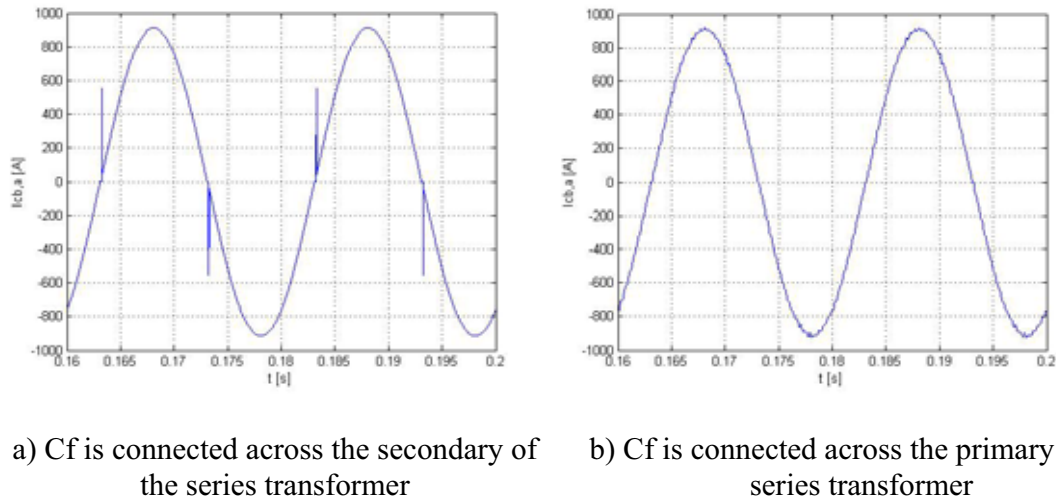 1000
800
600
400
200
0
-200
-400
-600
-800
-1000
Icb,a [A]
0.16 0.165 0.17 0.175 0.18 0.185 0.19 0.195 0.2
t [s]
1000
800
600
400
200
0
-200
-400
-600
-800
-1000
Icb,a [A]
0.16 0.165 0.17 0.175 0.18 0.185 0.19 0.195 0.2
t [s]
a) Cf is connected across the secondary of
the series transformer
b) Cf is connected across the primary
series transformer